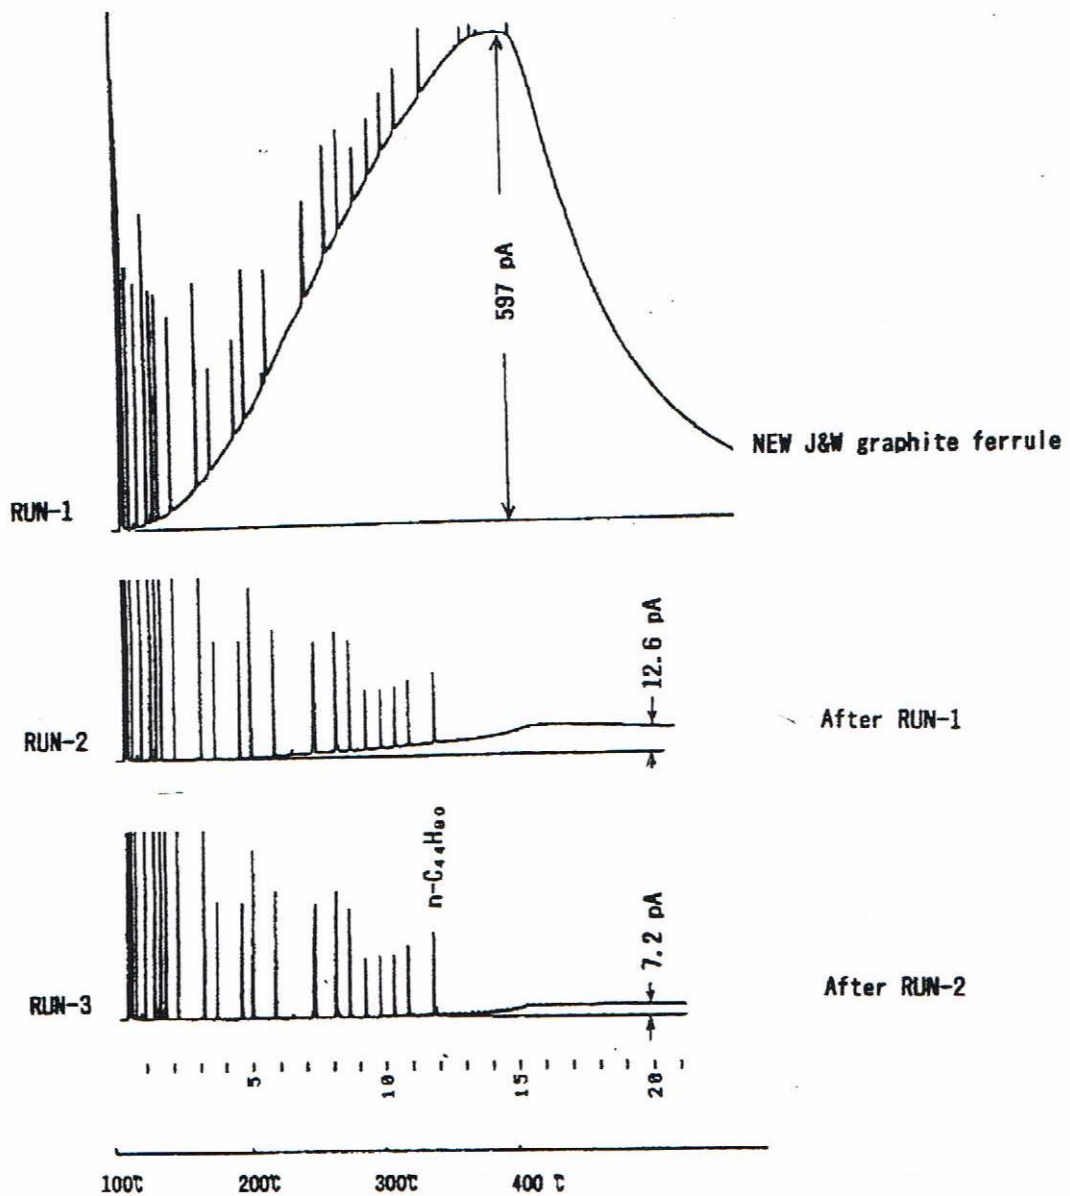 597 pA
NEW J&W graphite ferrule
RUN-1
12.6 pA
After RUN-1
RUN-2
n-C₄₄H₉₀
7.2 pA
After RUN-2
RUN-3
5- 10- 15- 20-
100℃ 200℃ 300℃ 400 ℃